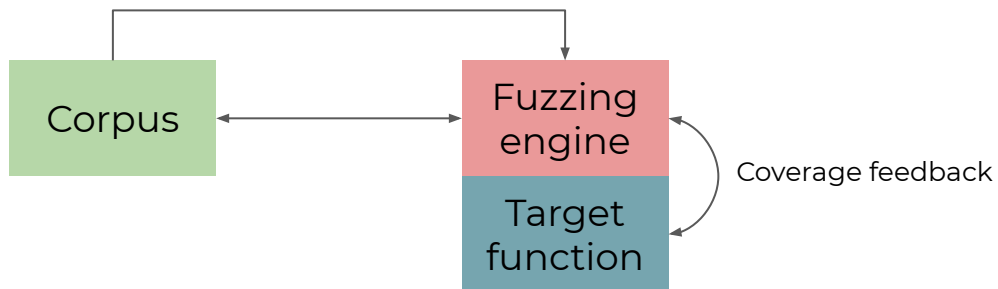 Corpus
Fuzzing
engine
Coverage feedback
Target
function